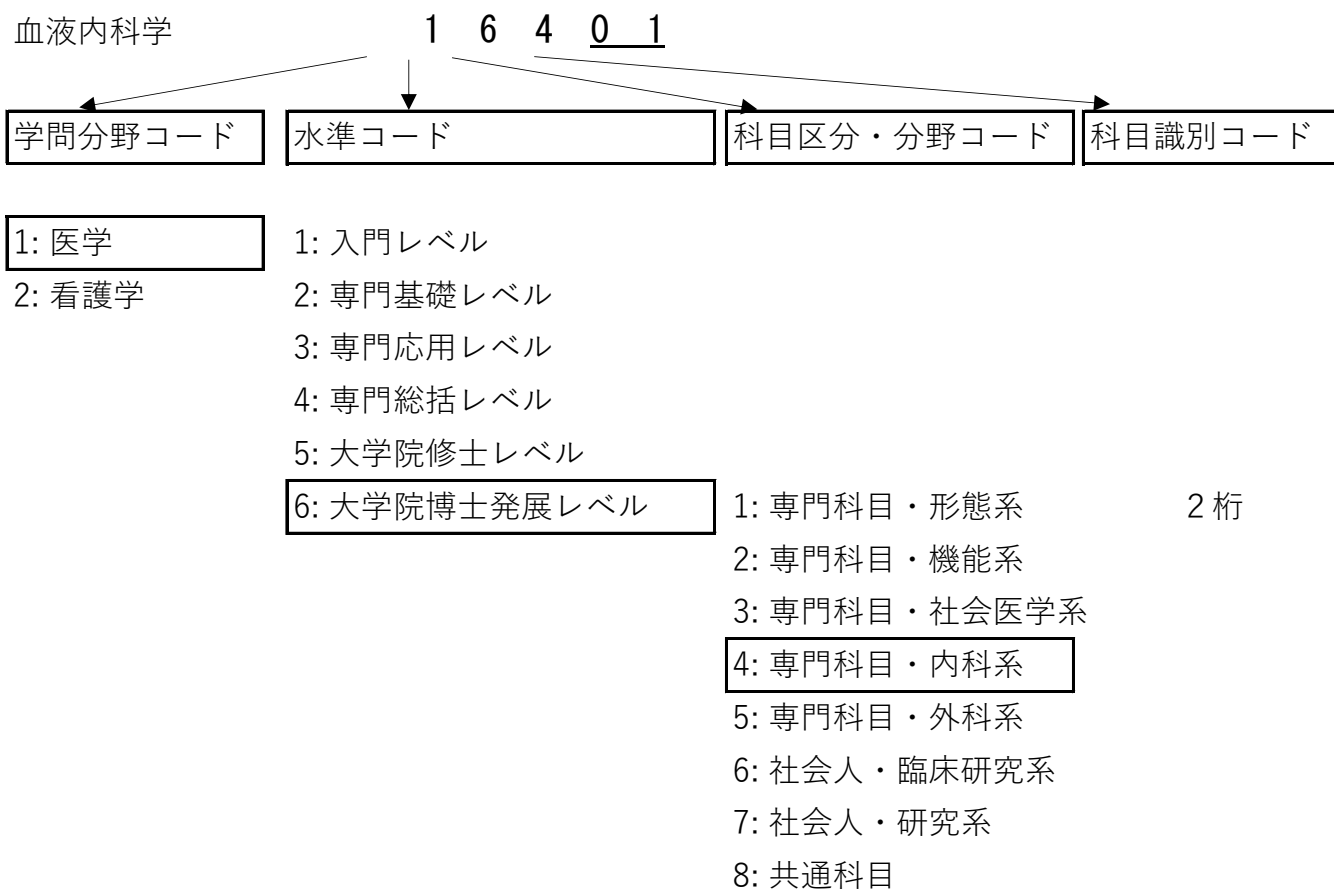 血液内科学 1 6 4 0 1
学問分野コード 水準コード 科目区分・分野コード 科目識別コード
1: 医学 1: 入門レベル
2: 看護学 2: 専門基礎レベル
3: 専門応用レベル
4: 専門総括レベル
5: 大学院修士レベル
6: 大学院博士発展レベル 1: 専門科目・形態系 2桁
2: 専門科目・機能系
3: 専門科目・社会医学系
4: 専門科目・内科系
5: 専門科目・外科系
6: 社会人・臨床研究系
7: 社会人・研究系
8: 共通科目